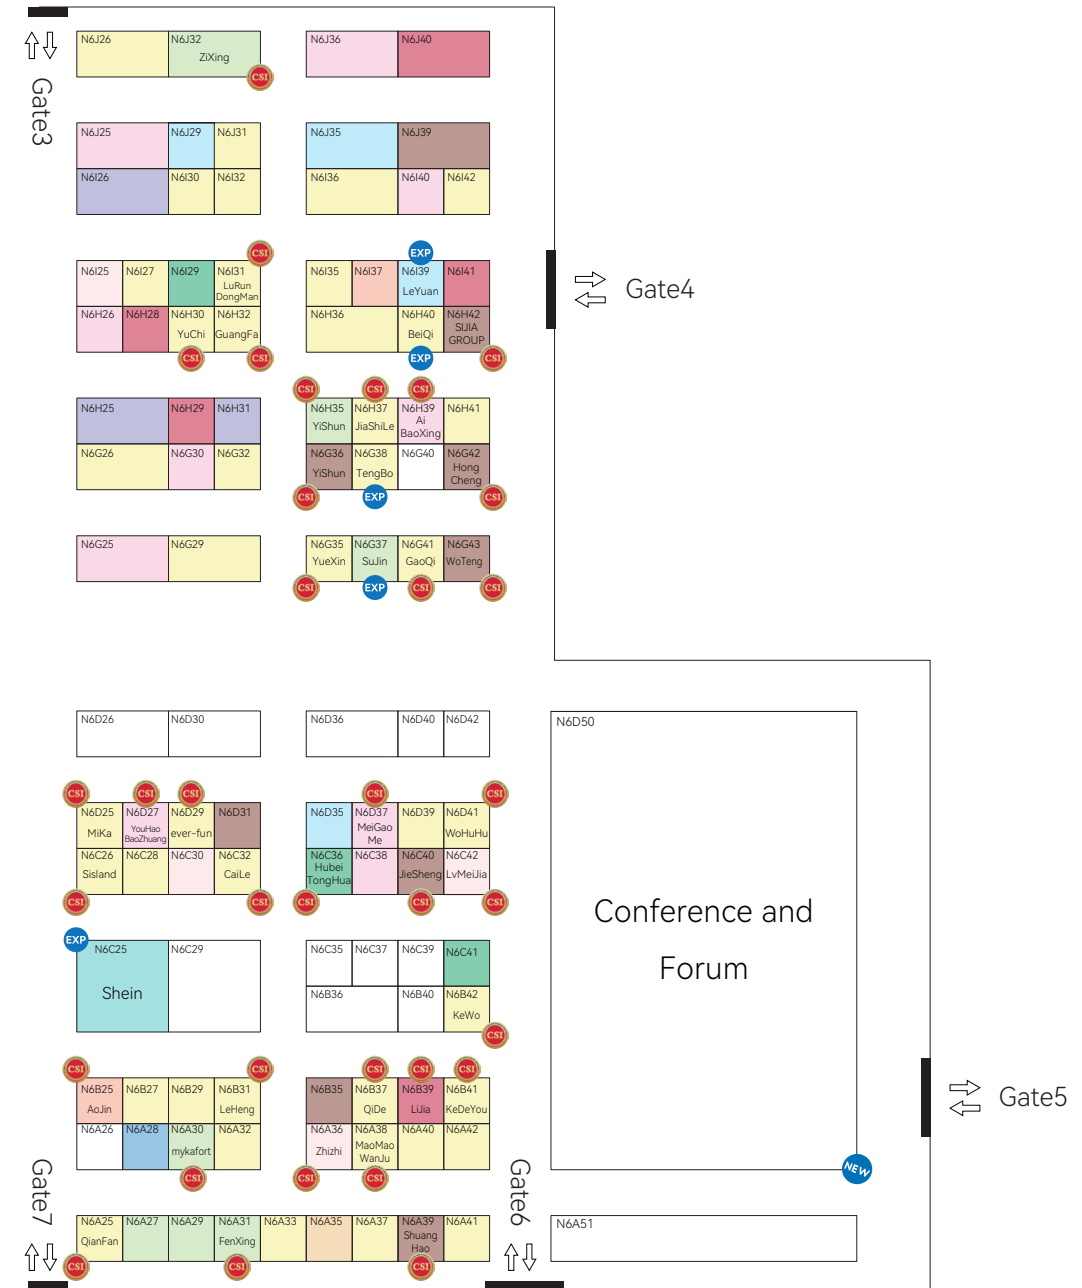 N6J26
N6J32
ZiXing
CSI
N6J36
N6J40
Gate3
N6J25
N6J29
N6J31
N6J35
N6J39
N6I26
N6I30
N6I32
N6I36
N6I40
N6I42
CSI
EXP
N6I25
N6I27
N6I29
N6I31
LuRun
DongMan
N6I35
N6I37
N6I39
LeYuan
N6I41
Gate4
N6H26
N6H28
N6H30
YuChi
N6H32
GuangFa
N6H36
N6H40
BeiQi
N6H42
SIJIA
GROUP
CSI
CSI
EXP
CSI
CSI
CSI
CSI
N6H25
N6H29
N6H31
N6H35
YiShun
N6H37
JiaShiLe
N6H39
Ai
BaoXing
N6H41
N6G26
N6G30
N6G32
N6G36
YiShun
N6G38
TengBo
N6G40
N6G42
Hong
Cheng
CSI
EXP
CSI
N6G25
N6G29
N6G35
YueXin
N6G37
SuJin
N6G41
GaoQi
N6G43
WoTeng
CSI
EXP
CSI
CSI
N6D26
N6D30
N6D36
N6D40
N6D42
N6D50
CSI
CSI
CSI
CSI
CSI
N6D25
MiKa
N6D27
YouHao
BaoZhuang
N6D29
ever-fun
N6D31
N6D35
N6D37
MeiGao
Me
N6D39
N6D41
WoHuHu
N6C26
Sisland
N6C28
N6C30
N6C32
CaiLe
N6C36
Hubei
TongHua
N6C38
N6C40
JieSheng
N6C42
LvMeiJia
CSI
CSI
CSI
CSI
CSI
Conference and
Forum
EXP
N6C25
Shein
N6C29
N6C35
N6C37
N6C39
N6C41
N6B36
N6B40
N6B42
KeWo
CSI
CSI
CSI
CSI
CSI
CSI
N6B25
AoJin
N6B27
N6B29
N6B31
LeHeng
N6B35
N6B37
QiDe
N6B39
LiJia
N6B41
KeDeYou
Gate5
N6A26
N6A28
N6A30
mykafort
N6A32
N6A36
Zhizhi
N6A38
MaoMao
WanJu
N6A40
N6A42
CSI
CSI
CSI
NEW
Gate7
Gate6
N6A25
QianFan
N6A27
N6A29
N6A31
FenXing
N6A33
N6A35
N6A37
N6A39
Shuang
Hao
N6A41
N6A51
CSI
CSI
CSI